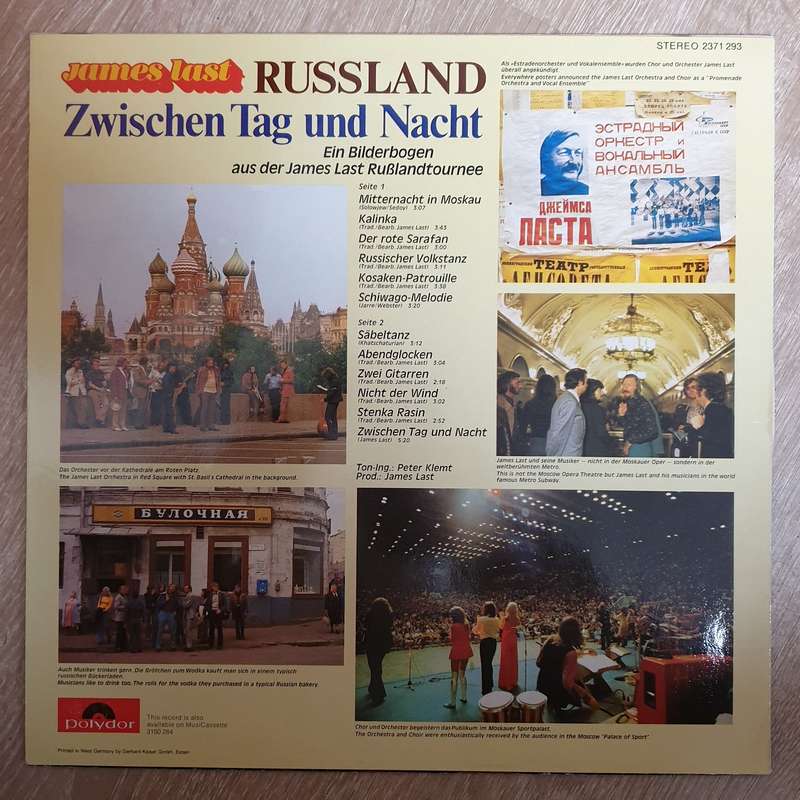 STEREO 2371 293
james last RUSSLAND
Zwischen Tag und Nacht
Ein Bilderbogen
aus der James Last Rußlandtournee
Als »Estradenorchester und Vokalensemble« wurden Chor und Orchester James Last
überall angekündigt.
Everywhere posters announced the James Last Orchestra and Choir as a "Promenade
Orchestra and Vocal Ensemble"
ЭСТРАДНЫЙ
ОРКЕСТР И
ВОКАЛЬНЫЙ
АНСАМБЛЬ
ДЖЕЙМСА
ЛАСТА
ТЕАТР
Seite 1
Mitternacht in Moskau
(Solowjew/Sedoy) 3:07
Kalinka
(Trad./Bearb. James Last) 3:43
Der rote Sarafan
(Trad./Bearb. James Last) 3:00
Russischer Volkstanz
(Trad./Bearb. James Last) 3:11
Kosaken-Patrouille
(Trad./Bearb. James Last) 3:38
Schiwago-Melodie
(Jarre/Webster) 3:20
Seite 2
Säbeltanz
(Khatschaturian) 3:12
Abendglocken
(Trad./Bearb. James Last) 3:04
Zwei Gitarren
(Trad./Bearb. James Last) 2:18
Nicht der Wind
(Trad./Bearb. James Last) 3:02
Stenka Rasin
(Trad./Bearb. James Last) 2:52
Zwischen Tag und Nacht
(James Last) 5:20
Ton-Ing.: Peter Klemt
Prod.: James Last
James Last und seine Musiker – nicht in der Moskauer Oper – sondern in der
weltberühmten Metro.
This is not the Moscow Opera Theatre but James Last and his musicians in the world
famous Metro Subway.
Das Orchester vor der Kathedrale am Roten Platz.
The James Last Orchestra in Red Square with St. Basil's Cathedral in the background.
БУЛОЧНАЯ
Auch Musiker trinken gern. Die Brötchen zum Wodka kauft man sich in einem typisch
russischen Bäckerladen.
Musicians like to drink too. The rolls for the vodka they purchased in a typical Russian bakery.
Chor und Orchester begeistern das Publikum im Moskauer Sportpalast.
The Orchestra and Choir were enthusiastically received by the audience in the Moscow "Palace of Sport".
polydor
This record is also
available on MusiCassette
3150 284
Printed in West Germany by Gerhard Kaiser GmbH, Essen